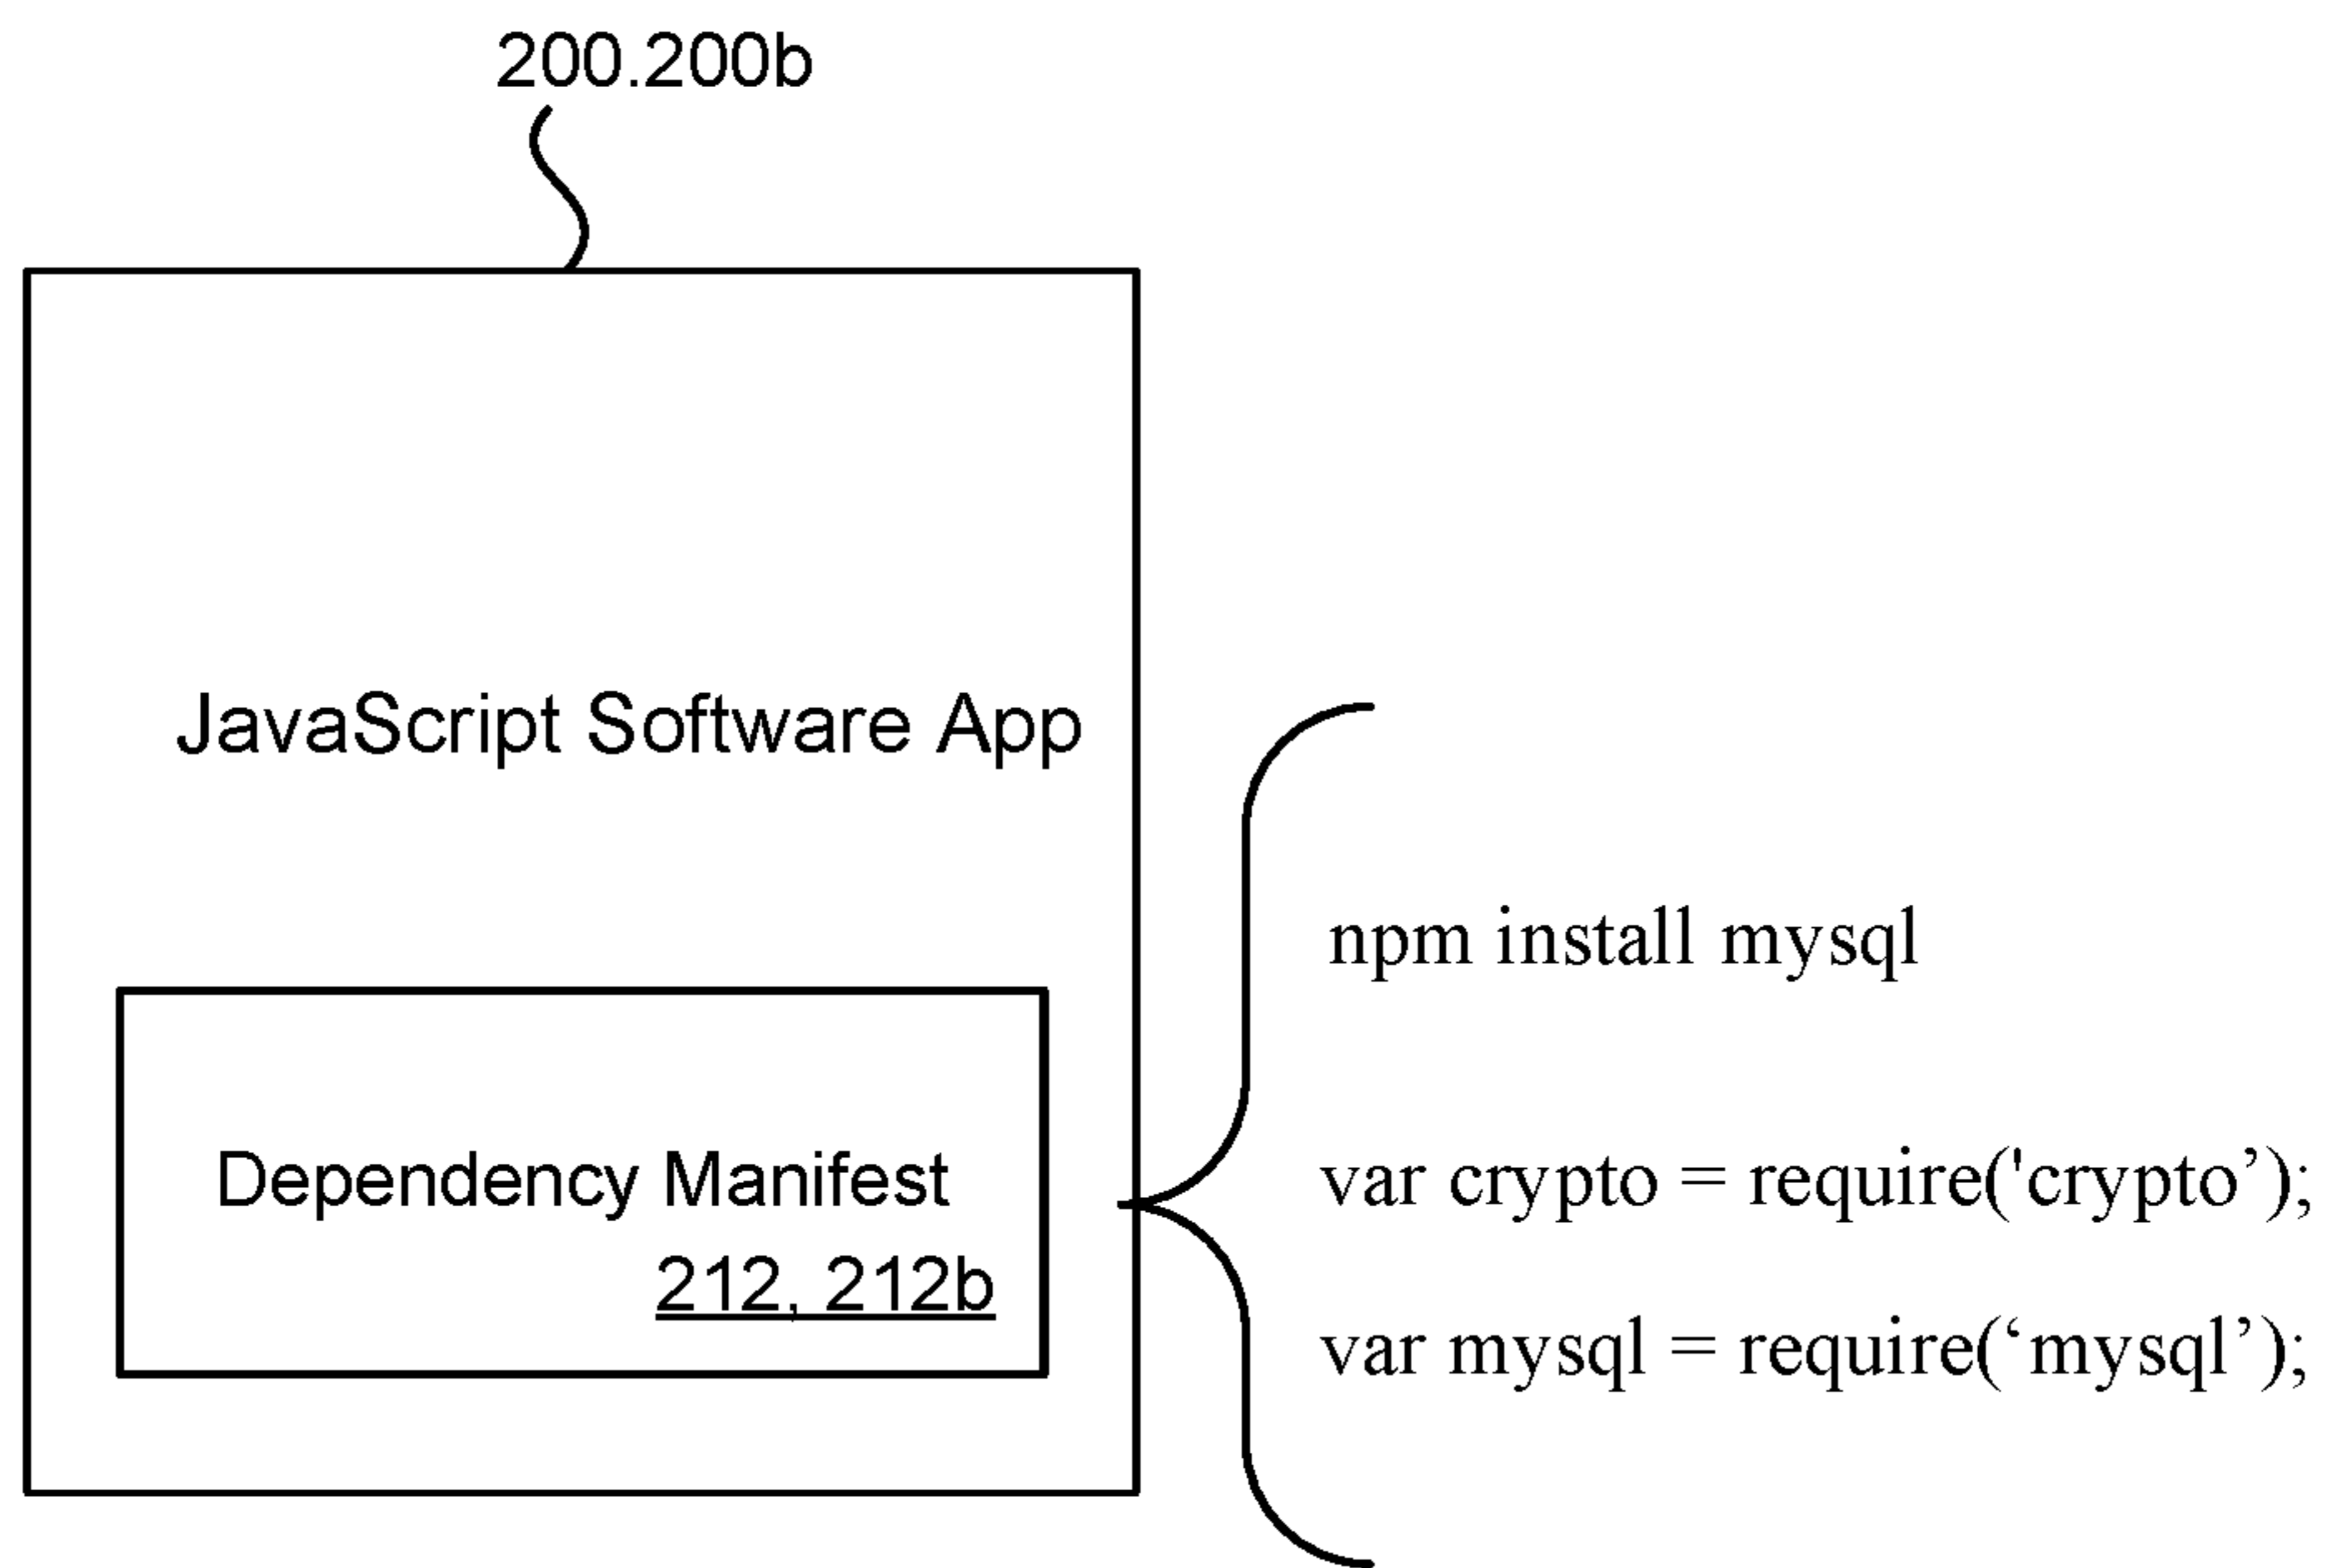 200.200b
JavaScript Software App
Dependency Manifest
212, 212b
npm install mysql
var crypto = require('crypto’);
var mysql = require(‘mysql’);